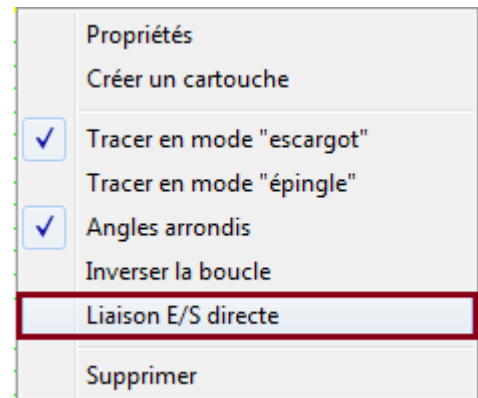 Propriétés
Créer un cartouche
Tracer en mode "escargot"
Tracer en mode "épingle"
Angles arrondis
Inverser la boucle
Liaison E/S directe
Supprimer